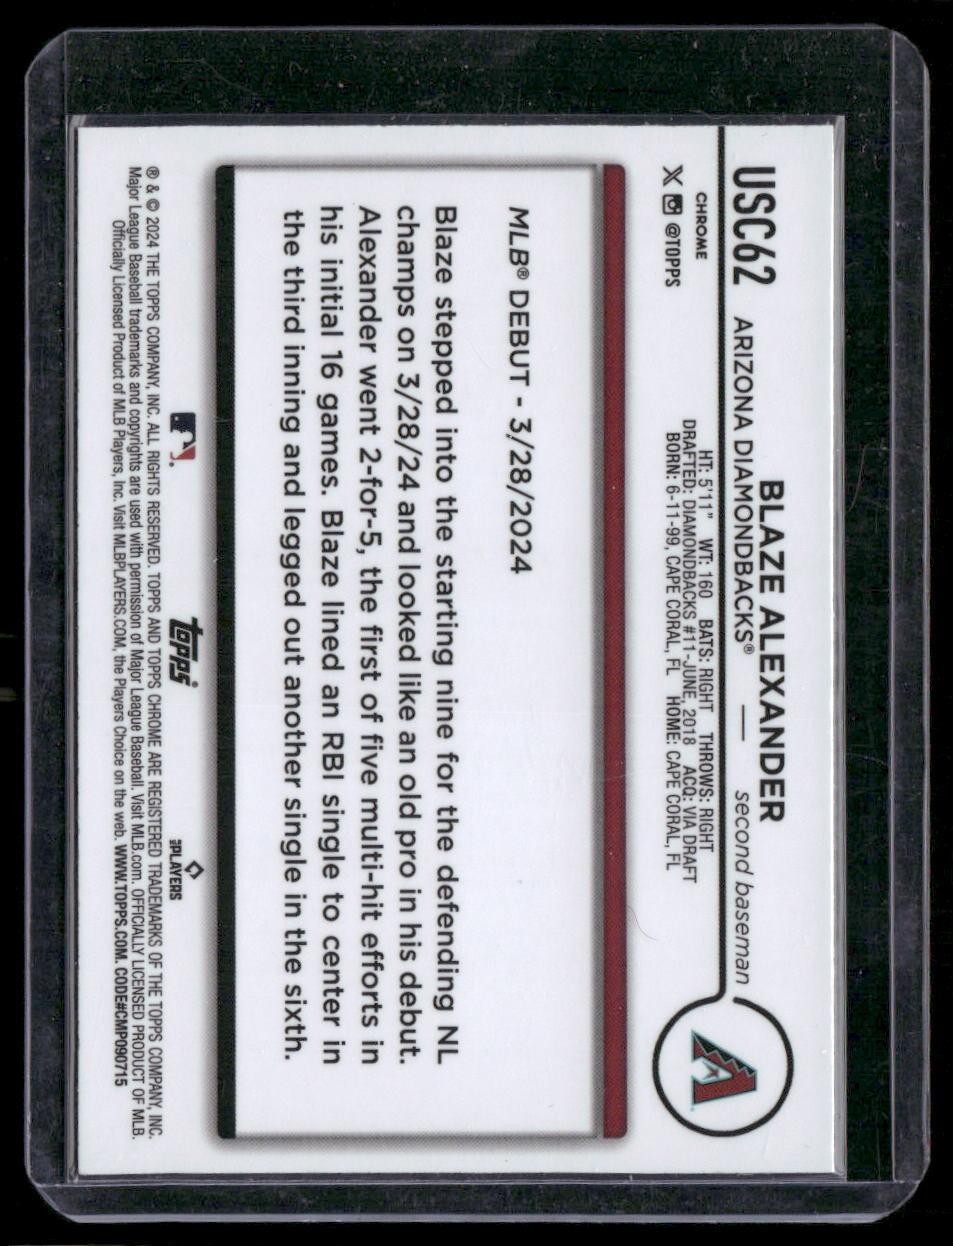 USC62
BLAZE ALEXANDER
ARIZONA DIAMONDBACKS® — second baseman
CHROME
@TOPPS
HT: 5'11" WT: 160 BATS: RIGHT THROWS: RIGHT
DRAFTED: DIAMONDBACKS #11-JUNE, 2018 ACQ: VIA DRAFT
BORN: 6-11-99, CAPE CORAL, FL HOME: CAPE CORAL, FL
MLB® DEBUT - 3/28/2024
Blaze stepped into the starting nine for the defending NL
champs on 3/28/24 and looked like an old pro in his debut.
Alexander went 2-for-5, the first of five multi-hit efforts in
his initial 16 games. Blaze lined an RBI single to center in
the third inning and legged out another single in the sixth.
topps®
MLBPLAYERS
® & © 2024 THE TOPPS COMPANY, INC. ALL RIGHTS RESERVED. TOPPS AND TOPPS CHROME ARE REGISTERED TRADEMARKS OF THE TOPPS COMPANY, INC.
Major League Baseball trademarks and copyrights are used with permission of Major League Baseball. Visit MLB.com. OFFICIALLY LICENSED PRODUCT OF MLB.
Officially Licensed Product of MLB Players, Inc. Visit MLBPLAYERS.COM, the Players Choice on the web. WWW.TOPPS.COM. CODE#CMP090715